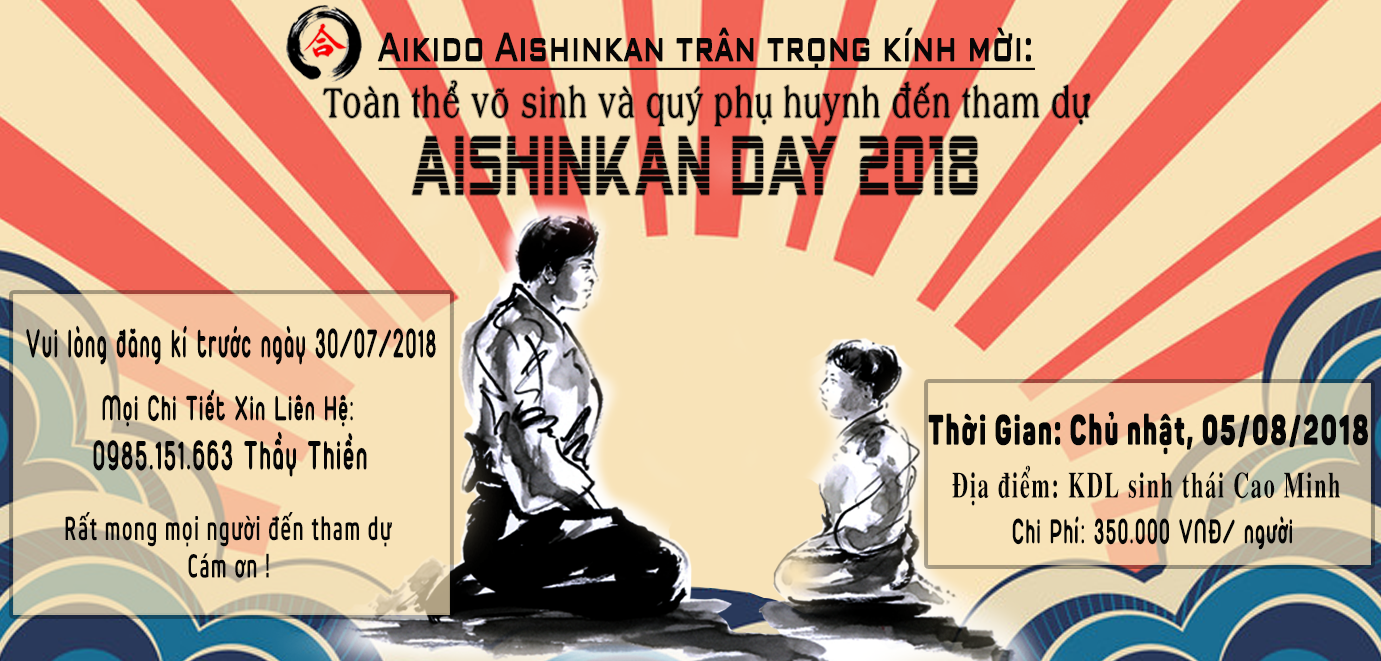 合
AIKIDO AISHINKAN TRÂN TRỌNG KÍNH MỜI:
Toàn thể võ sinh và quý phụ huynh đến tham dự
AISHINKAN DAY 2018
Vui lòng đăng kí trước ngày 30/07/2018
Mọi Chi Tiết Xin Liên Hệ:
0985.151.663 Thầy Thiền
Rất mong mọi người đến tham dự
Cám ơn !
Thời Gian: Chủ nhật, 05/08/2018
Địa điểm: KDL sinh thái Cao Minh
Chi Phí: 350.000 VNĐ/ người